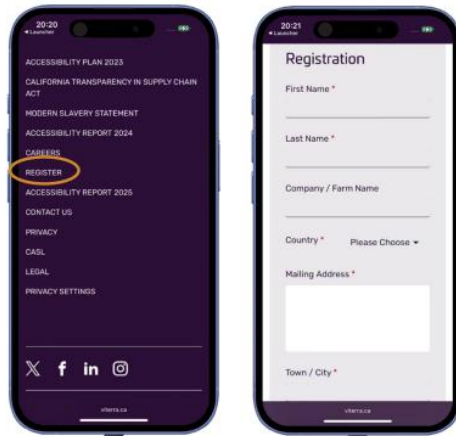 20:20
◄ Launcher
ACCESSIBILITY PLAN 2023
CALIFORNIA TRANSPARENCY IN SUPPLY CHAIN
ACT
MODERN SLAVERY STATEMENT
ACCESSIBILITY REPORT 2024
CAREERS
REGISTER
ACCESSIBILITY REPORT 2025
CONTACT US
PRIVACY
CASL
LEGAL
PRIVACY SETTINGS
viterra.ca
20:21
◄ Launcher
Registration
First Name *
Last Name *
Company / Farm Name
Country * Please Choose
Mailing Address *
Town / City *
viterra.ca